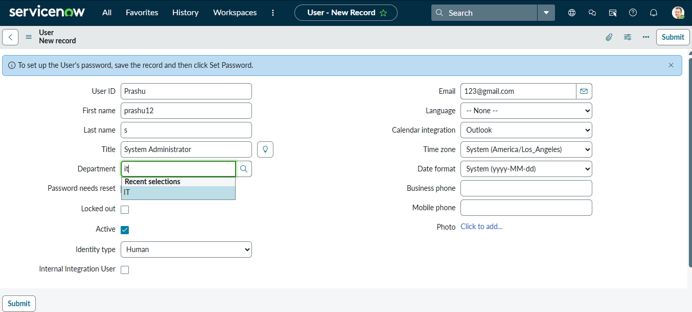 servicenow All Favorites History Workspaces User - New Record Search
User
New record
Submit
To set up the User's password, save the record and then click Set Password.
User ID Prashu
First name prashu12
Last name s
Title System Administrator
Department it
Recent selections
IT
Password needs reset
Locked out
Active
Identity type Human
Internal Integration User
Email 123@gmail.com
Language -- None --
Calendar integration Outlook
Time zone System (America/Los_Angeles)
Date format System (yyyy-MM-dd)
Business phone
Mobile phone
Photo Click to add...
Submit